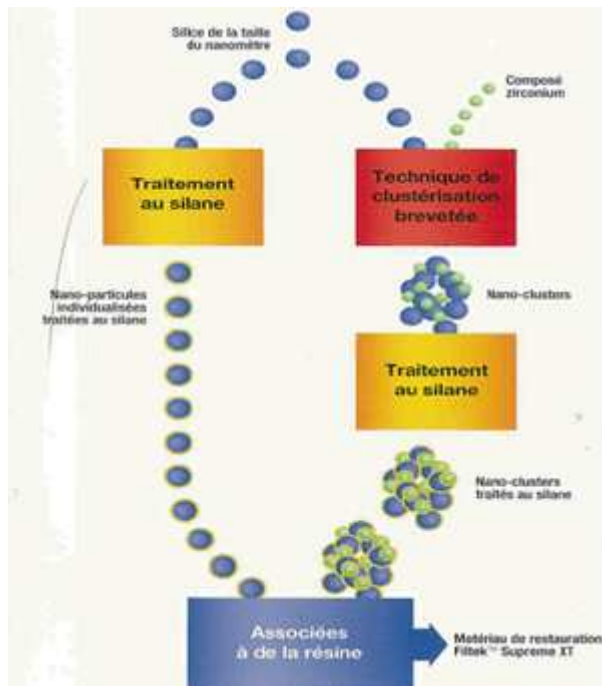 Silice de la taille
du nanomètre
Composé
zirconium
Traitement
au silane
Technique de
clustérisation
brevetée
Nano-particules
individualisées
traitées au silane
Nano-clusters
Traitement
au silane
Nano-clusters
traités au silane
Associées
à de la résine
Matériau de restauration
Filtek™ Supreme XT